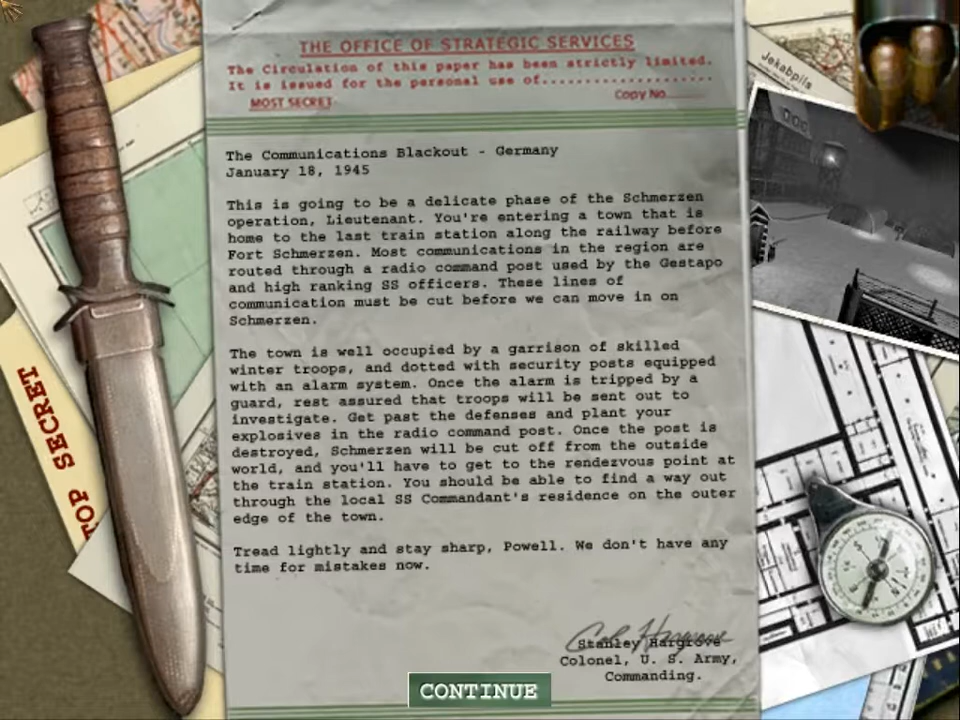 THE OFFICE OF STRATEGIC SERVICES
The Circulation of this paper has been strictly limited.
It is issued for the personal use of....................
MOST SECRET
Copy No.......
The Communications Blackout - Germany
January 18, 1945
This is going to be a delicate phase of the Schmerzen
operation, Lieutenant. You're entering a town that is
home to the last train station along the railway before
Fort Schmerzen. Most communications in the region are
routed through a radio command post used by the Gestapo
and high ranking SS officers. These lines of
communication must be cut before we can move in on
Schmerzen.
The town is well occupied by a garrison of skilled
winter troops, and dotted with security posts equipped
with an alarm system. Once the alarm is tripped by a
guard, rest assured that troops will be sent out to
investigate. Get past the defenses and plant your
explosives in the radio command post. Once the post is
destroyed, Schmerzen will be cut off from the outside
world, and you'll have to get to the rendezvous point at
the train station. You should be able to find a way out
through the local SS Commandant's residence on the outer
edge of the town.
Tread lightly and stay sharp, Powell. We don't have any
time for mistakes now.
Stanley Hargrove
Colonel, U. S. Army,
Commanding.
CONTINUE
TOP SECRET
Jekabpils